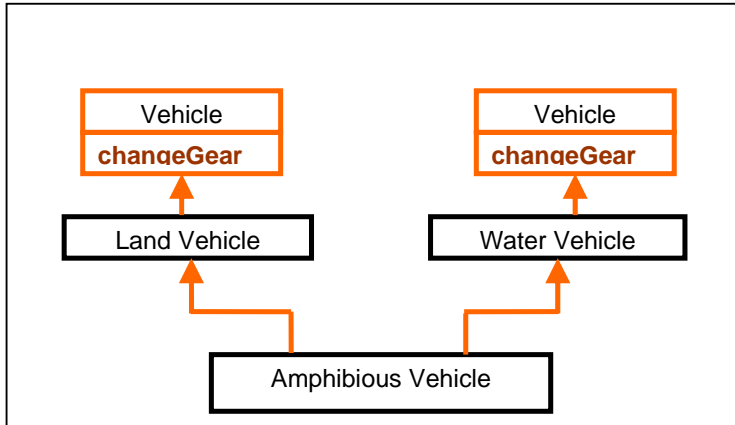 Vehicle
changeGear
Vehicle
changeGear
Land Vehicle
Water Vehicle
Amphibious Vehicle